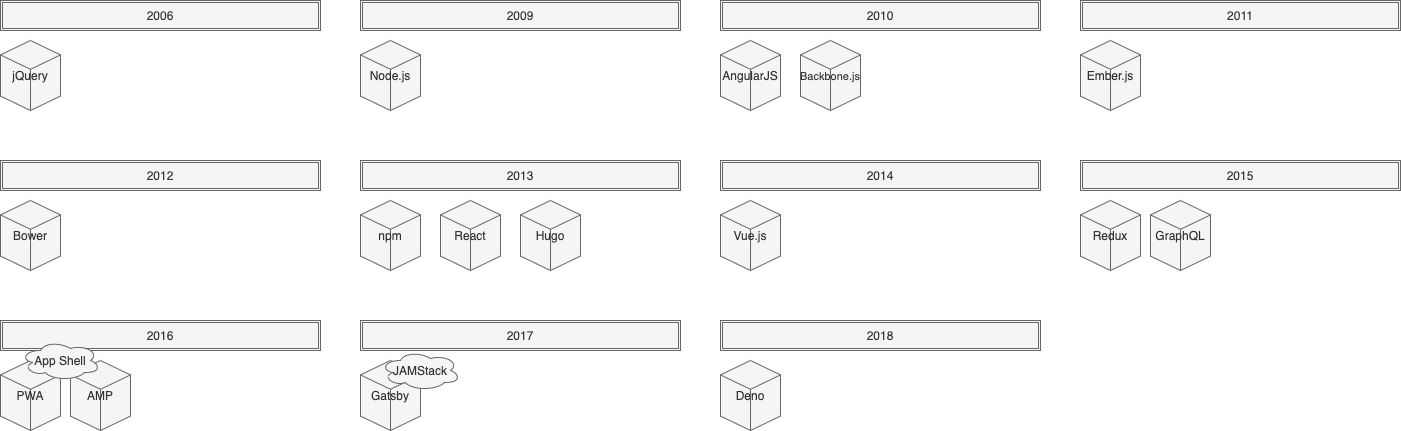 2006
2009
2010
2011
jQuery
Node.js
AngularJS
Backbone.js
Ember.js
2012
2013
2014
2015
Bower
npm
React
Hugo
Vue.js
Redux
GraphQL
2016
2017
2018
App Shell
JAMStack
PWA
AMP
Gatsby
Deno